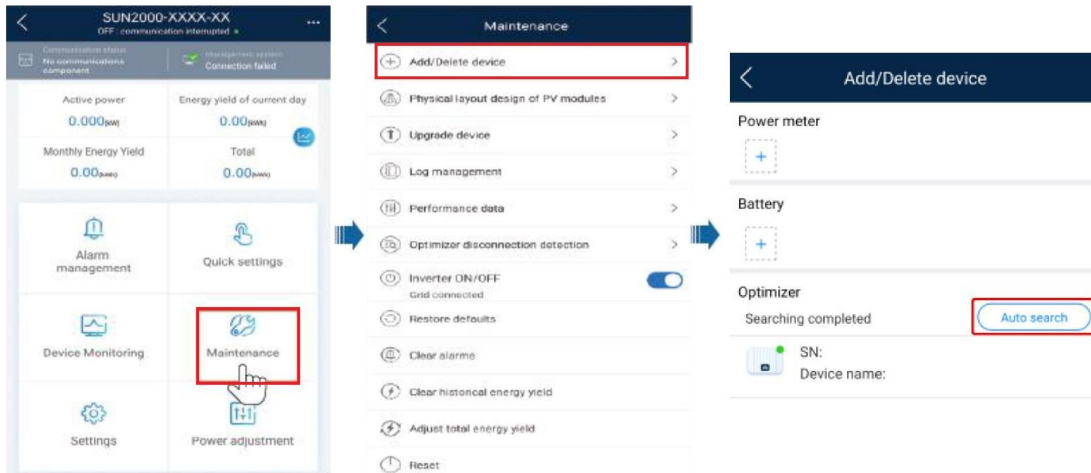 SUN2000-XXXX-XX
OFF : communication interrupted
Communication status
No communications
component
Management system
Connection failed
Active power
0.000(kW)
Energy yield of current day
0.00(kWh)
Monthly Energy Yield
0.00(kWh)
Total
0.00(kWh)
Alarm
management
Quick settings
Device Monitoring
Maintenance
Settings
Power adjustment
Maintenance
Add/Delete device
Physical layout design of PV modules
Upgrade device
Log management
Performance data
Optimizer disconnection detection
Inverter ON/OFF
Grid connected
Restore defaults
Clear alarms
Clear historical energy yield
Adjust total energy yield
Reset
Add/Delete device
Power meter
Battery
Optimizer
Searching completed
Auto search
SN:
Device name: